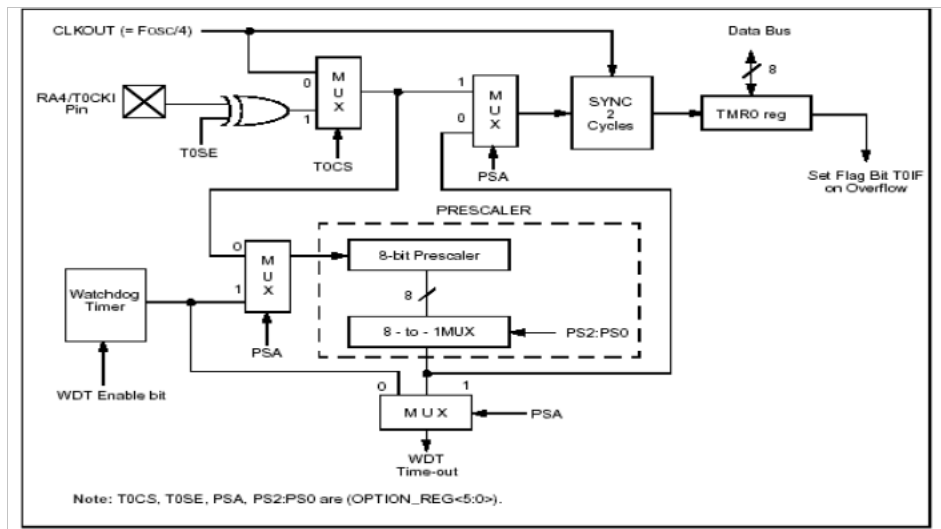 CLKOUT (= Fosc/4)
Data Bus
8
RA4/T0CKI
Pin
0
1
M
U
X
T0SE
T0CS
1
0
M
U
X
PSA
SYNC
2
Cycles
TMR0 reg
Set Flag Bit T0IF
on Overflow
PRESCALER
0
1
M
U
X
8-bit Prescaler
8
8 - to - 1MUX
PS2:PS0
Watchdog
Timer
PSA
WDT Enable bit
0
1
M U X
PSA
WDT
Time-out
Note: T0CS, T0SE, PSA, PS2:PS0 are (OPTION_REG<5:0>).